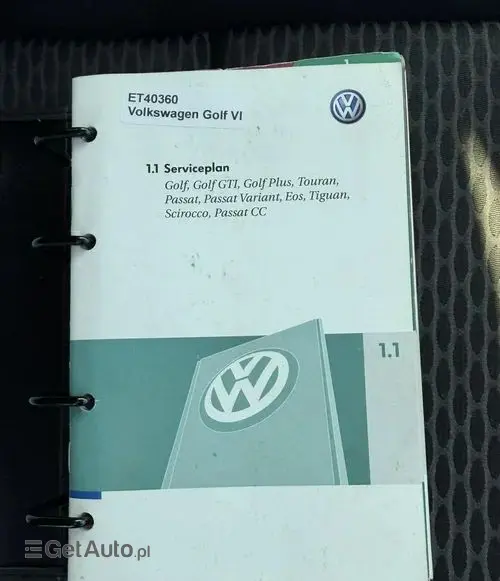 ET40360
Volkswagen Golf VI
1.1 Serviceplan
Golf, Golf GTI, Golf Plus, Touran,
Passat, Passat Variant, Eos, Tiguan,
Scirocco, Passat CC
1.1
GetAuto.pl